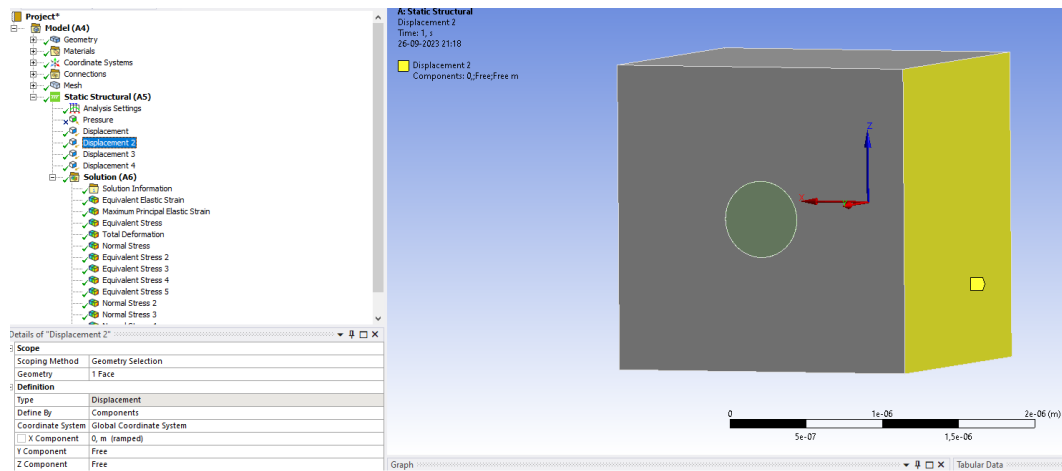 Project*
Model (A4)
Geometry
Materials
Coordinate Systems
Connections
Mesh
Static Structural (A5)
Analysis Settings
Pressure
Displacement
Displacement 2
Displacement 3
Displacement 4
Solution (A6)
Solution Information
Equivalent Elastic Strain
Maximum Principal Elastic Strain
Equivalent Stress
Total Deformation
Normal Stress
Equivalent Stress 2
Equivalent Stress 3
Equivalent Stress 4
Equivalent Stress 5
Normal Stress 2
Normal Stress 3
Details of "Displacement 2"
Scope
Scoping Method Geometry Selection
Geometry 1 Face
Definition
Type Displacement
Define By Components
Coordinate System Global Coordinate System
X Component 0, m (ramped)
Y Component Free
Z Component Free
A: Static Structural
Displacement 2
Time: 1, s
26-09-2023 21:18
Displacement 2
Components: 0,;Free;Free m
Z
X
0 1e-06 2e-06 (m)
5e-07 1,5e-06
Graph
Tabular Data